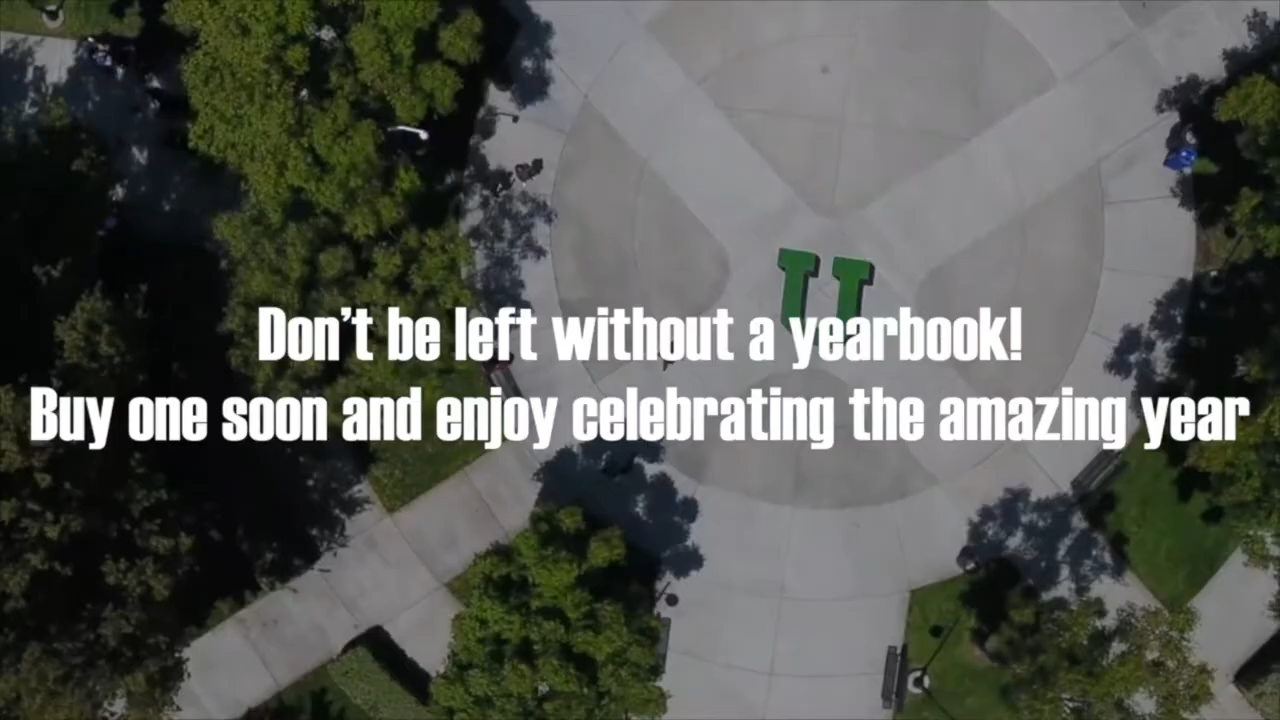 U
Don't be left without a yearbook!
Buy one soon and enjoy celebrating the amazing year